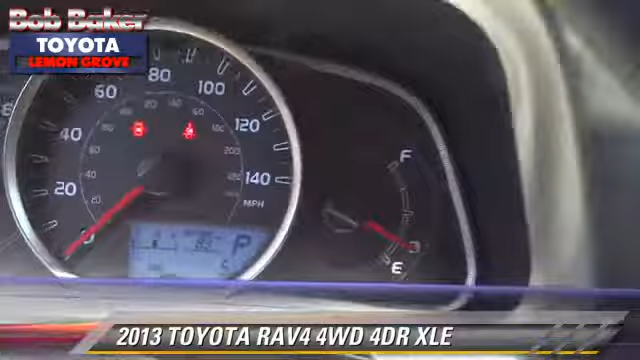 Bob Baker
TOYOTA
LEMON GROVE
80
100
60
120
40
140
20
MPH
F
E
P
2013 TOYOTA RAV4 4WD 4DR XLE